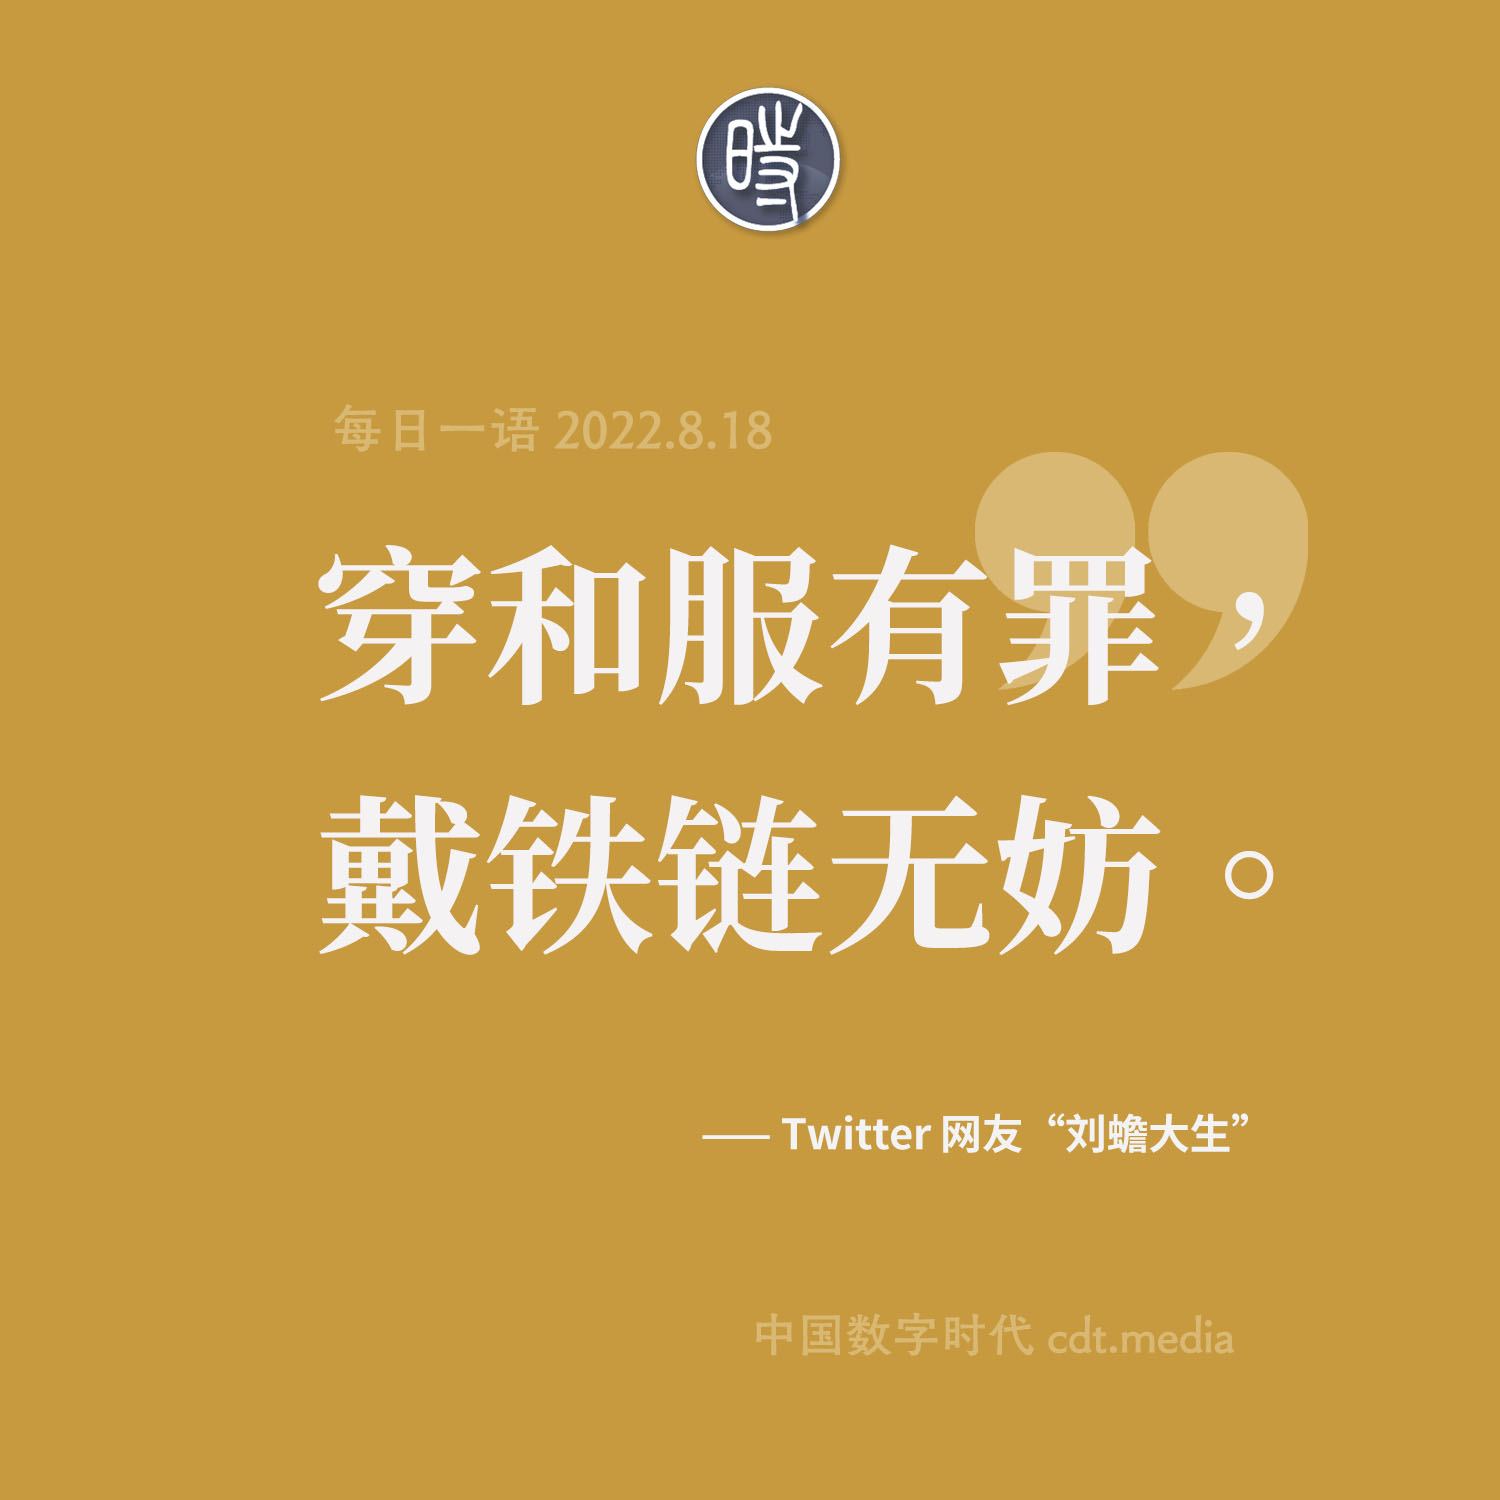 時
每日一语 2022.8.18
穿和服有罪，
戴铁链无妨。
—— Twitter 网友“刘蟾大生”
中国数字时代 cdt.media